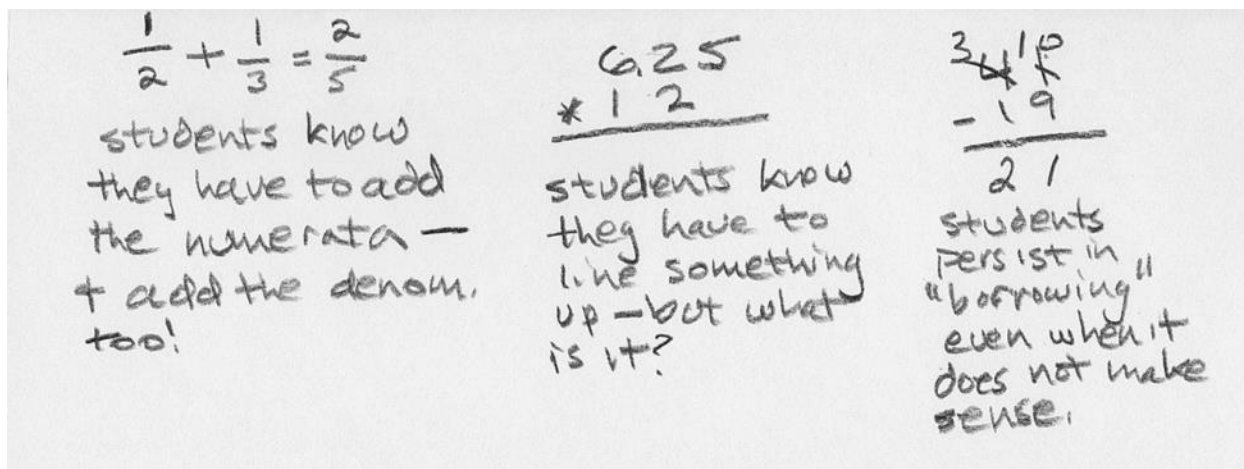 1/2 + 1/3 = 2/5
students know
they have to add
the numerata —
+ add the denom.
too!
6.25
* 1 2
students know
they have to
line something
up — but what
is it?
3 10
- 1 9
2 1
students
persist in
"borrowing"
even when it
does not make
sense.